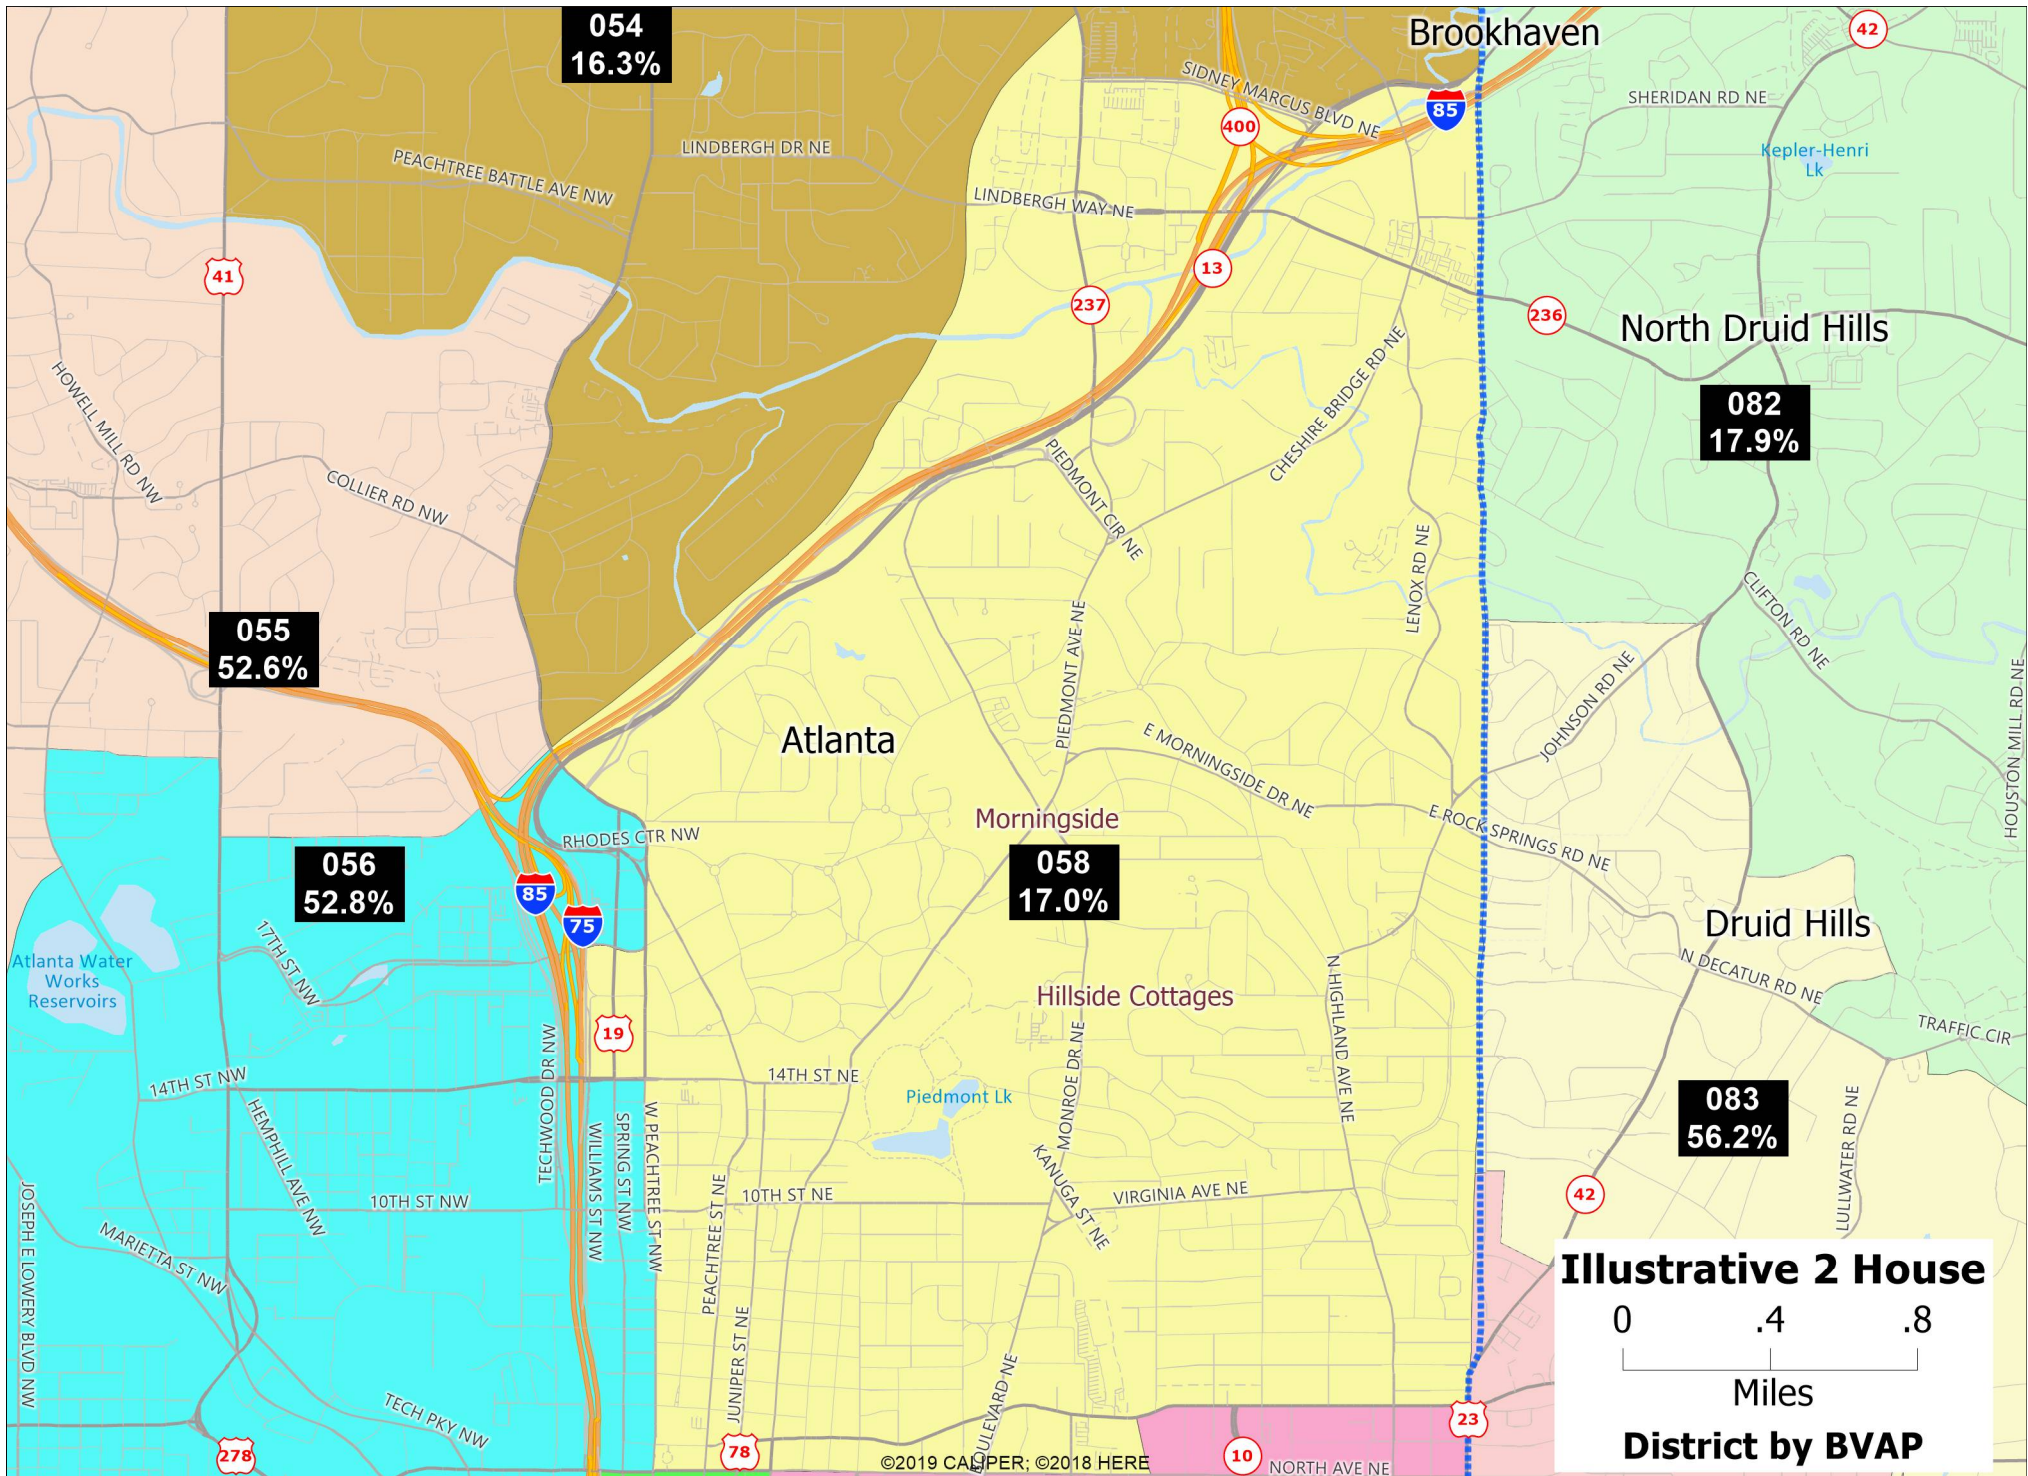 054
16.3%
Brookhaven
42
SIDNEY MARCUS BLVD NE
85
400
SHERIDAN RD NE
LINDBERGH DR NE
PEACHTREE BATTLE AVE NW
Kepler-Henri
Lk
LINDBERGH WAY NE
41
13
237
236
North Druid Hills
HOWELL MILL RD NW
CHESHIRE BRIDGE RD NE
082
17.9%
COLLIER RD NW
PIEDMONT CIR NE
LENOX RD NE
CLIFTON RD NE
055
52.6%
PIEDMONT AVE NE
JOHNSON RD NE
HOUSTON MILL RD NE
Atlanta
E MORNINGSIDE DR NE
Morningside
E ROCK SPRINGS RD NE
RHODES CTR NW
056
52.8%
058
17.0%
85
75
Druid Hills
17TH ST NW
Atlanta Water
Works
Reservoirs
N DECATUR RD NE
Hillside Cottages
N HIGHLAND AVE NE
19
TRAFFIC CIR
TECHWOOD DR NW
14TH ST NW
14TH ST NE
Piedmont Lk
MONROE DR NE
083
56.2%
HEMPHILL AVE NW
WILLIAMS ST NW
SPRING ST NW
W PEACHTREE ST NW
LULLWATER RD NE
KANUGA ST NE
10TH ST NW
10TH ST NE
VIRGINIA AVE NE
42
JOSEPH E LOWERY BLVD NW
MARIETTA ST NW
PEACHTREE ST NE
JUNIPER ST NE
BOULEVARD NE
TECH PKY NW
Illustrative 2 House
0 .4 .8
Miles
District by BVAP
23
278
78
10
©2019 CALIPER; ©2018 HERE
NORTH AVE NE